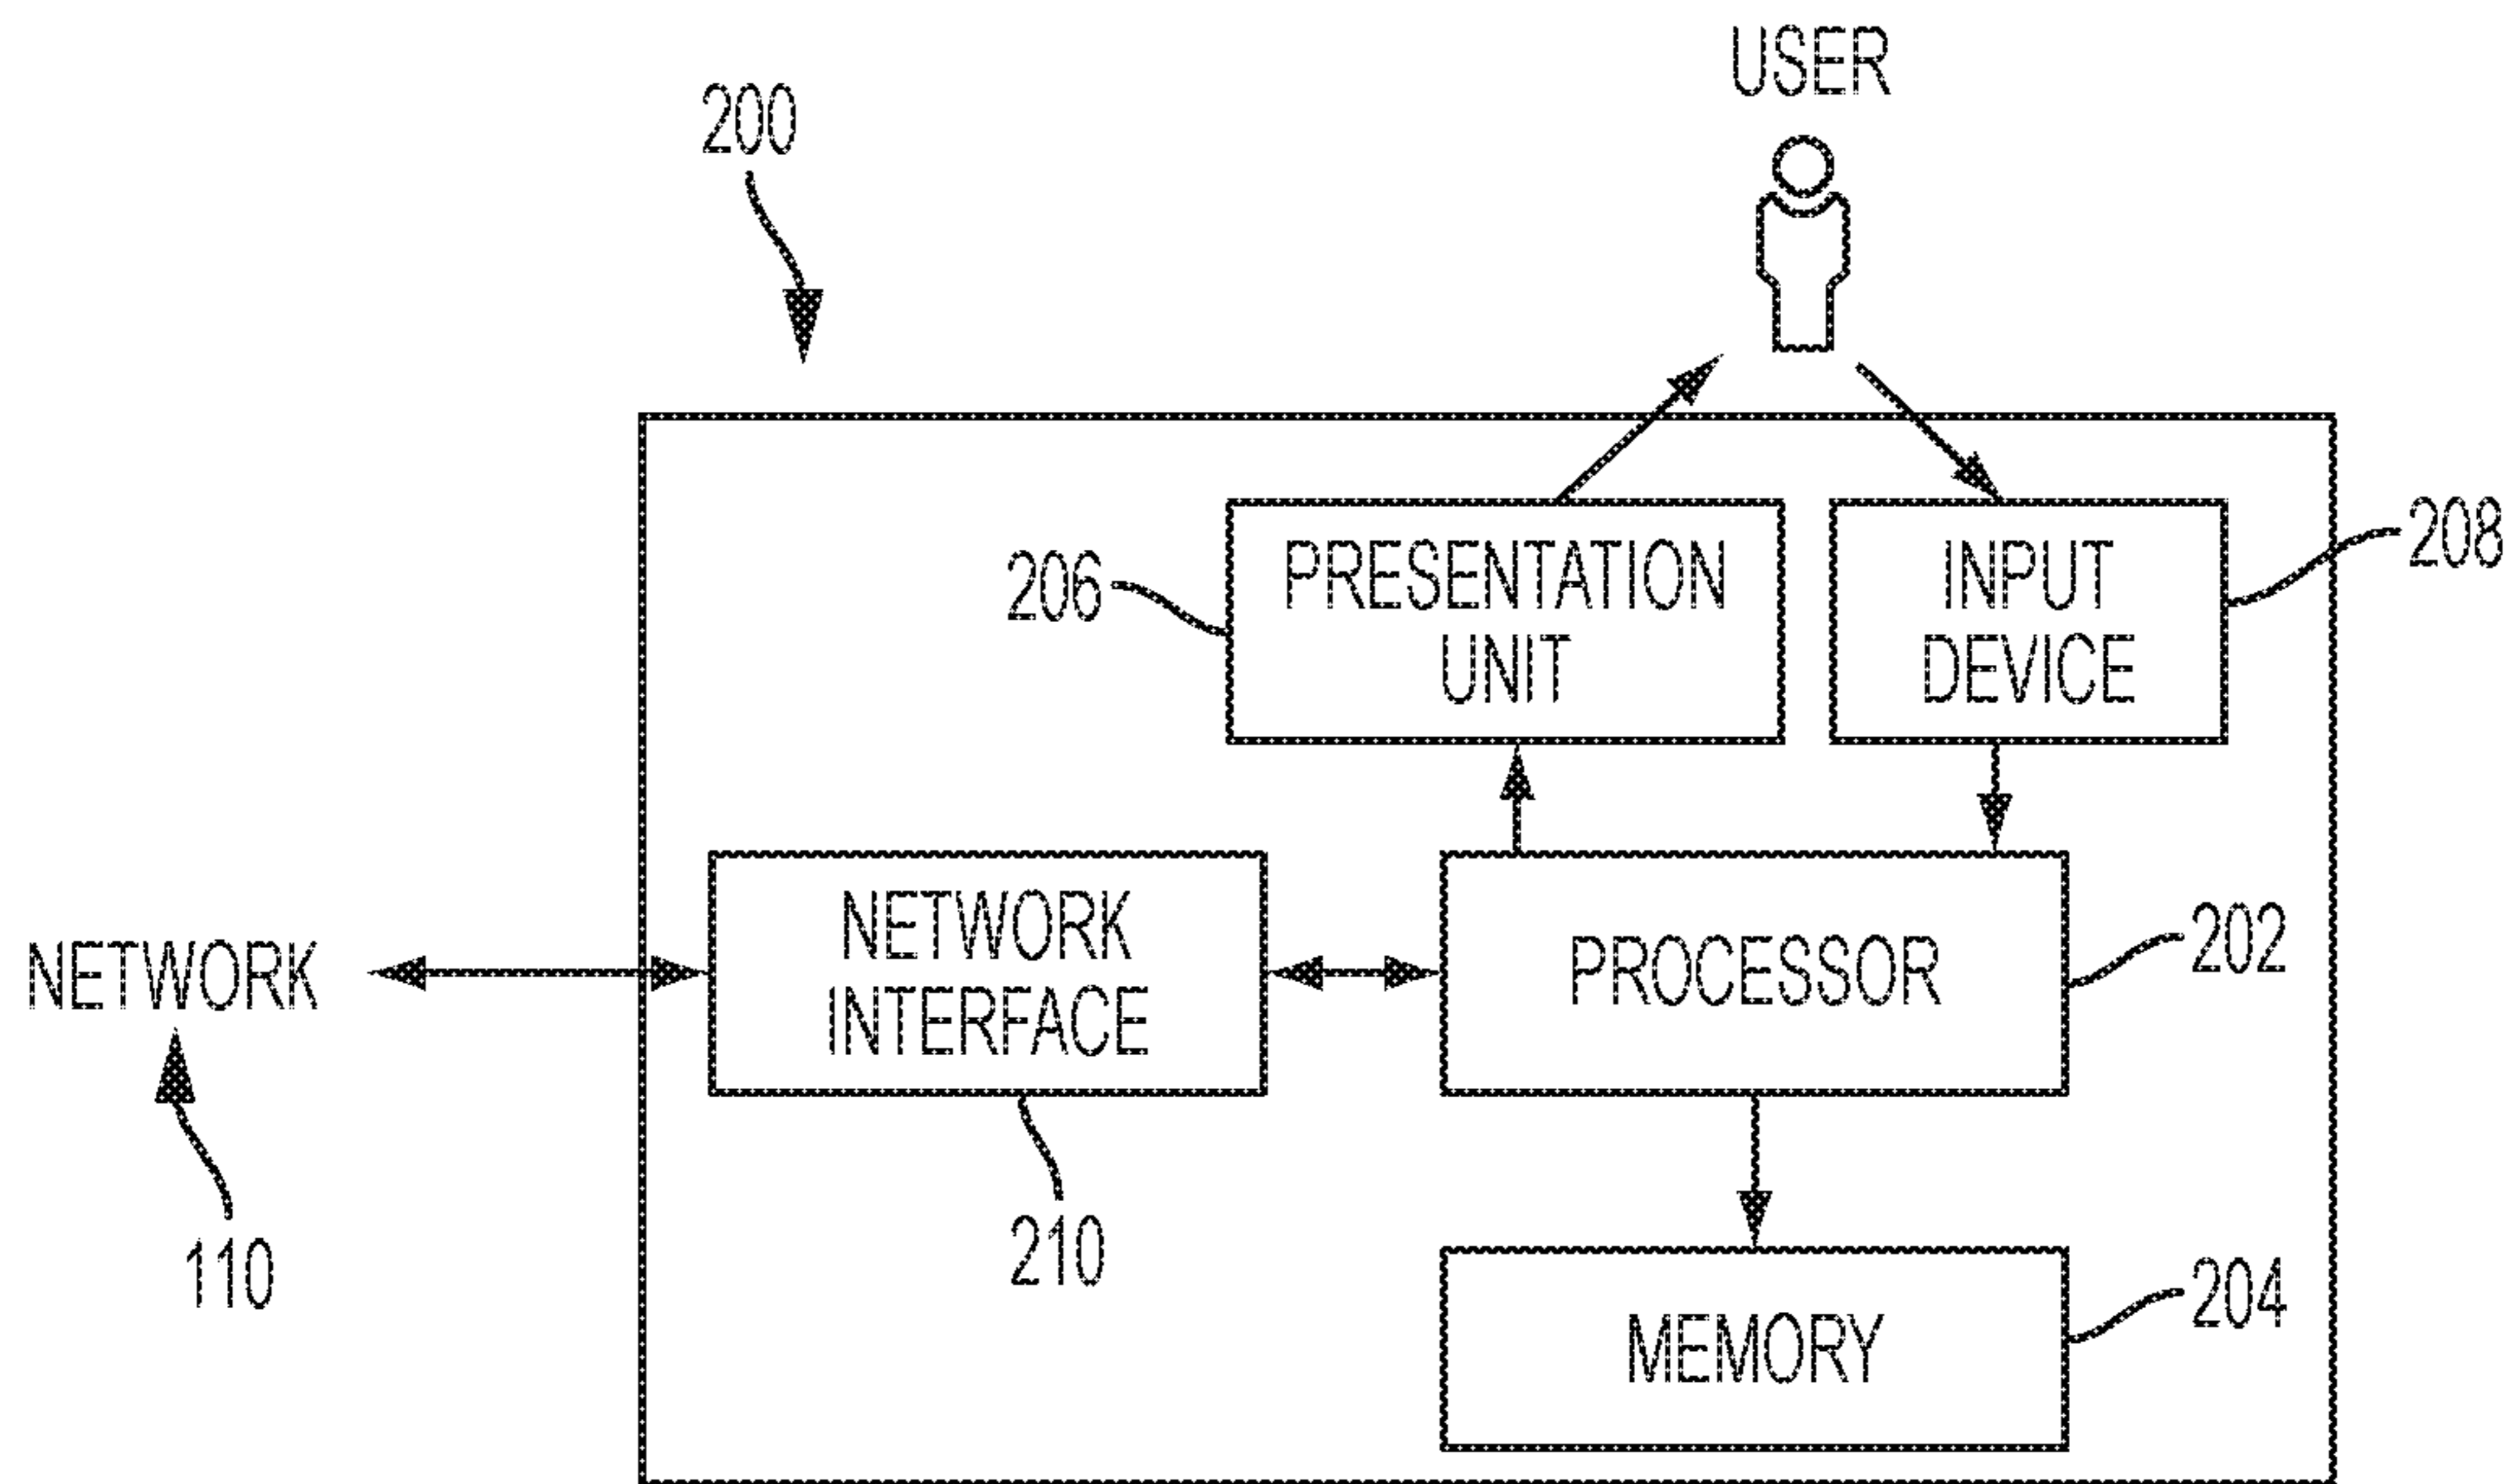 USER
200
206
PRESENTATION
UNIT
INPUT
DEVICE
208
NETWORK
NETWORK
INTERFACE
PROCESSOR
202
110
210
MEMORY
204